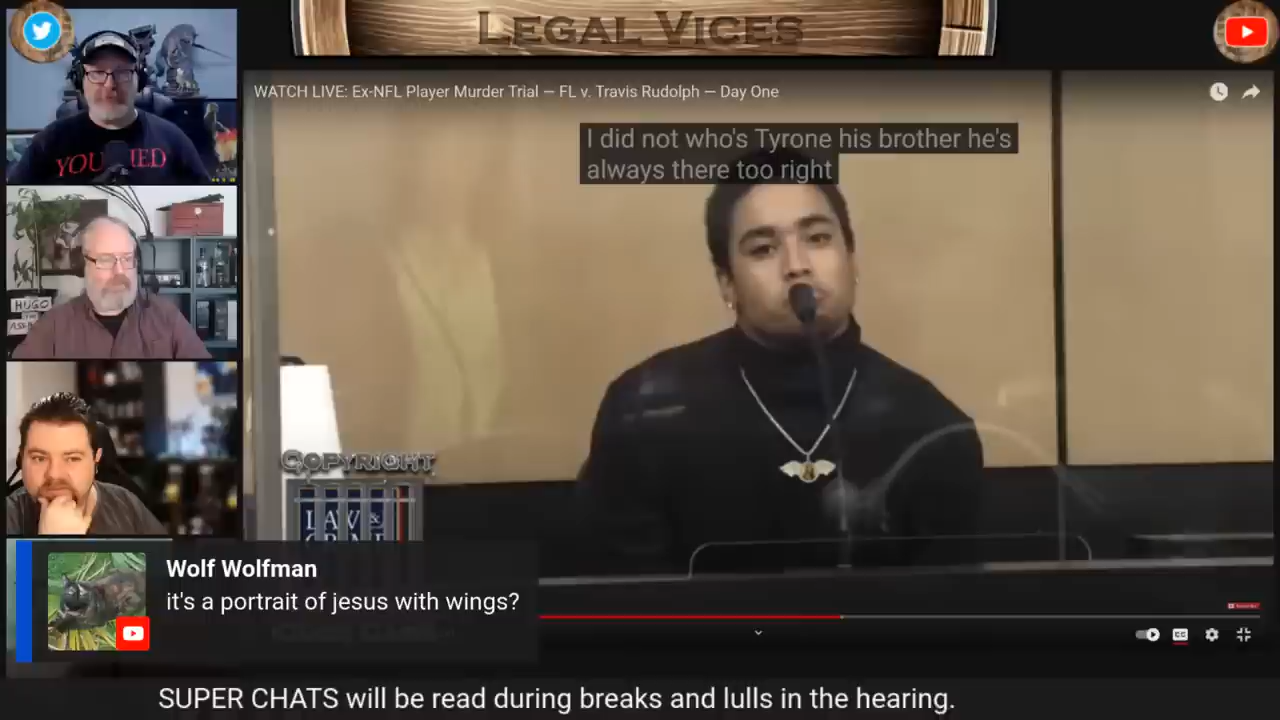 LEGAL VICES
WATCH LIVE: Ex-NFL Player Murder Trial — FL v. Travis Rudolph — Day One
I did not who's Tyrone his brother he's
always there too right
HUGO
COPYRIGHT
LAW &
Wolf Wolfman
it's a portrait of jesus with wings?
SUPER CHATS will be read during breaks and lulls in the hearing.